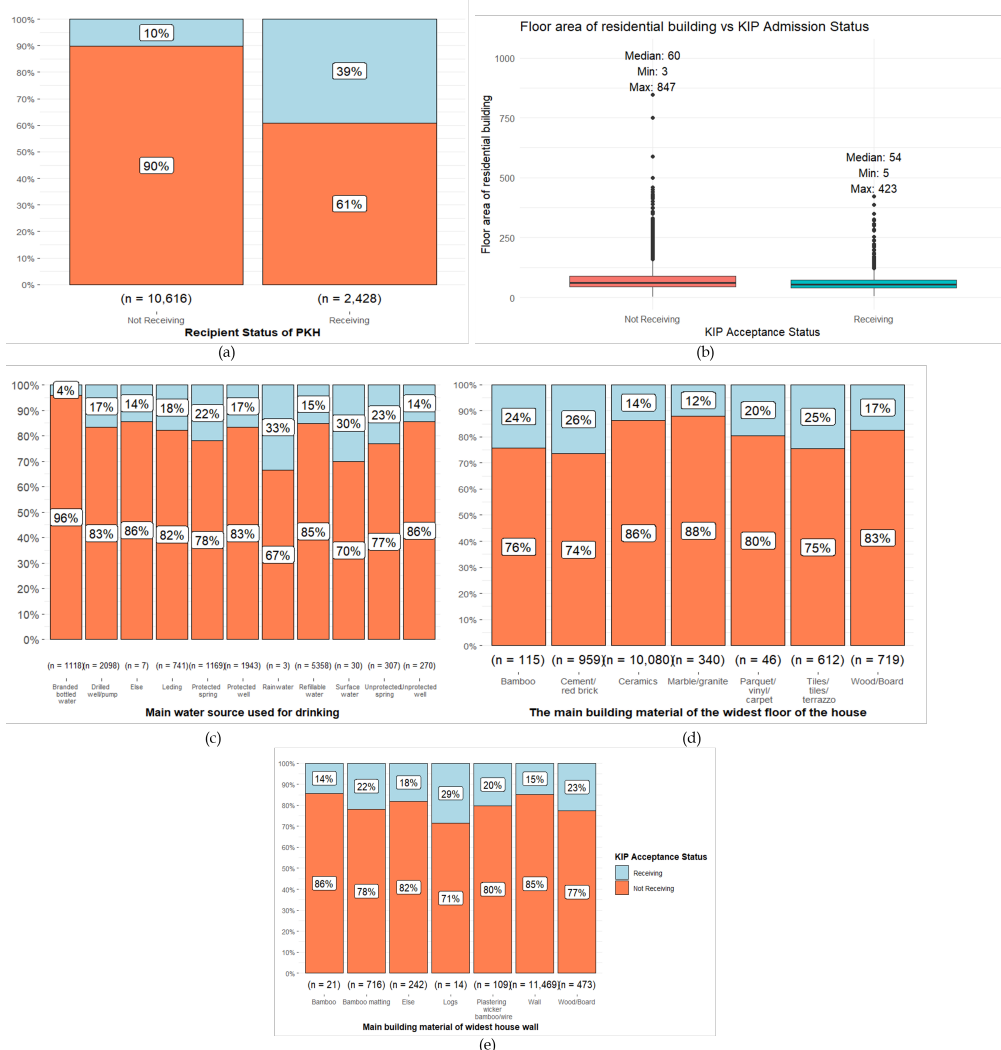 100%
90%
80%
70%
60%
50%
40%
30%
20%
10%
0%
10%
39%
90%
61%
(n = 10,616)
(n = 2,428)
Not Receiving
Receiving
Recipient Status of PKH
(a)
Floor area of residential building vs KIP Admission Status
Floor area of residential building
1000
750
500
250
0
Median: 60
Min: 3
Max: 847
Median: 54
Min: 5
Max: 423
Not Receiving
Receiving
KIP Acceptance Status
(b)
100%
90%
80%
70%
60%
50%
40%
30%
20%
10%
0%
4%
17%
14%
18%
22%
17%
33%
15%
30%
23%
14%
96%
83%
86%
82%
78%
83%
67%
85%
70%
77%
86%
(n = 1118)
(n = 2098)
(n = 7)
(n = 741)
(n = 1169)
(n = 1943)
(n = 3)
(n = 5358)
(n = 30)
(n = 307)
(n = 270)
Branded
bottled
water
Drilled
well/pump
Else
Leding
Protected
spring
Protected
well
Rainwater
Refillable
water
Surface
water
Unprotected
spring
Unprotected
well
Main water source used for drinking
(c)
100%
90%
80%
70%
60%
50%
40%
30%
20%
10%
0%
24%
26%
14%
12%
20%
25%
17%
76%
74%
86%
88%
80%
75%
83%
(n = 115)
(n = 959)
(n = 10,080)
(n = 340)
(n = 46)
(n = 612)
(n = 719)
Bamboo
Cement/
red brick
Ceramics
Marble/granite
Parquet/
vinyl/
carpet
Tiles/
tiles/
terrazzo
Wood/Board
The main building material of the widest floor of the house
(d)
100%
90%
80%
70%
60%
50%
40%
30%
20%
10%
0%
14%
22%
18%
29%
20%
15%
23%
86%
78%
82%
71%
80%
85%
77%
(n = 21)
(n = 716)
(n = 242)
(n = 14)
(n = 109)
(n = 11,469)
(n = 473)
Bamboo
Bamboo matting
Else
Logs
Plastering
wicker
bamboo/wire
Wall
Wood/Board
Main building material of widest house wall
KIP Acceptance Status
Receiving
Not Receiving
(e)